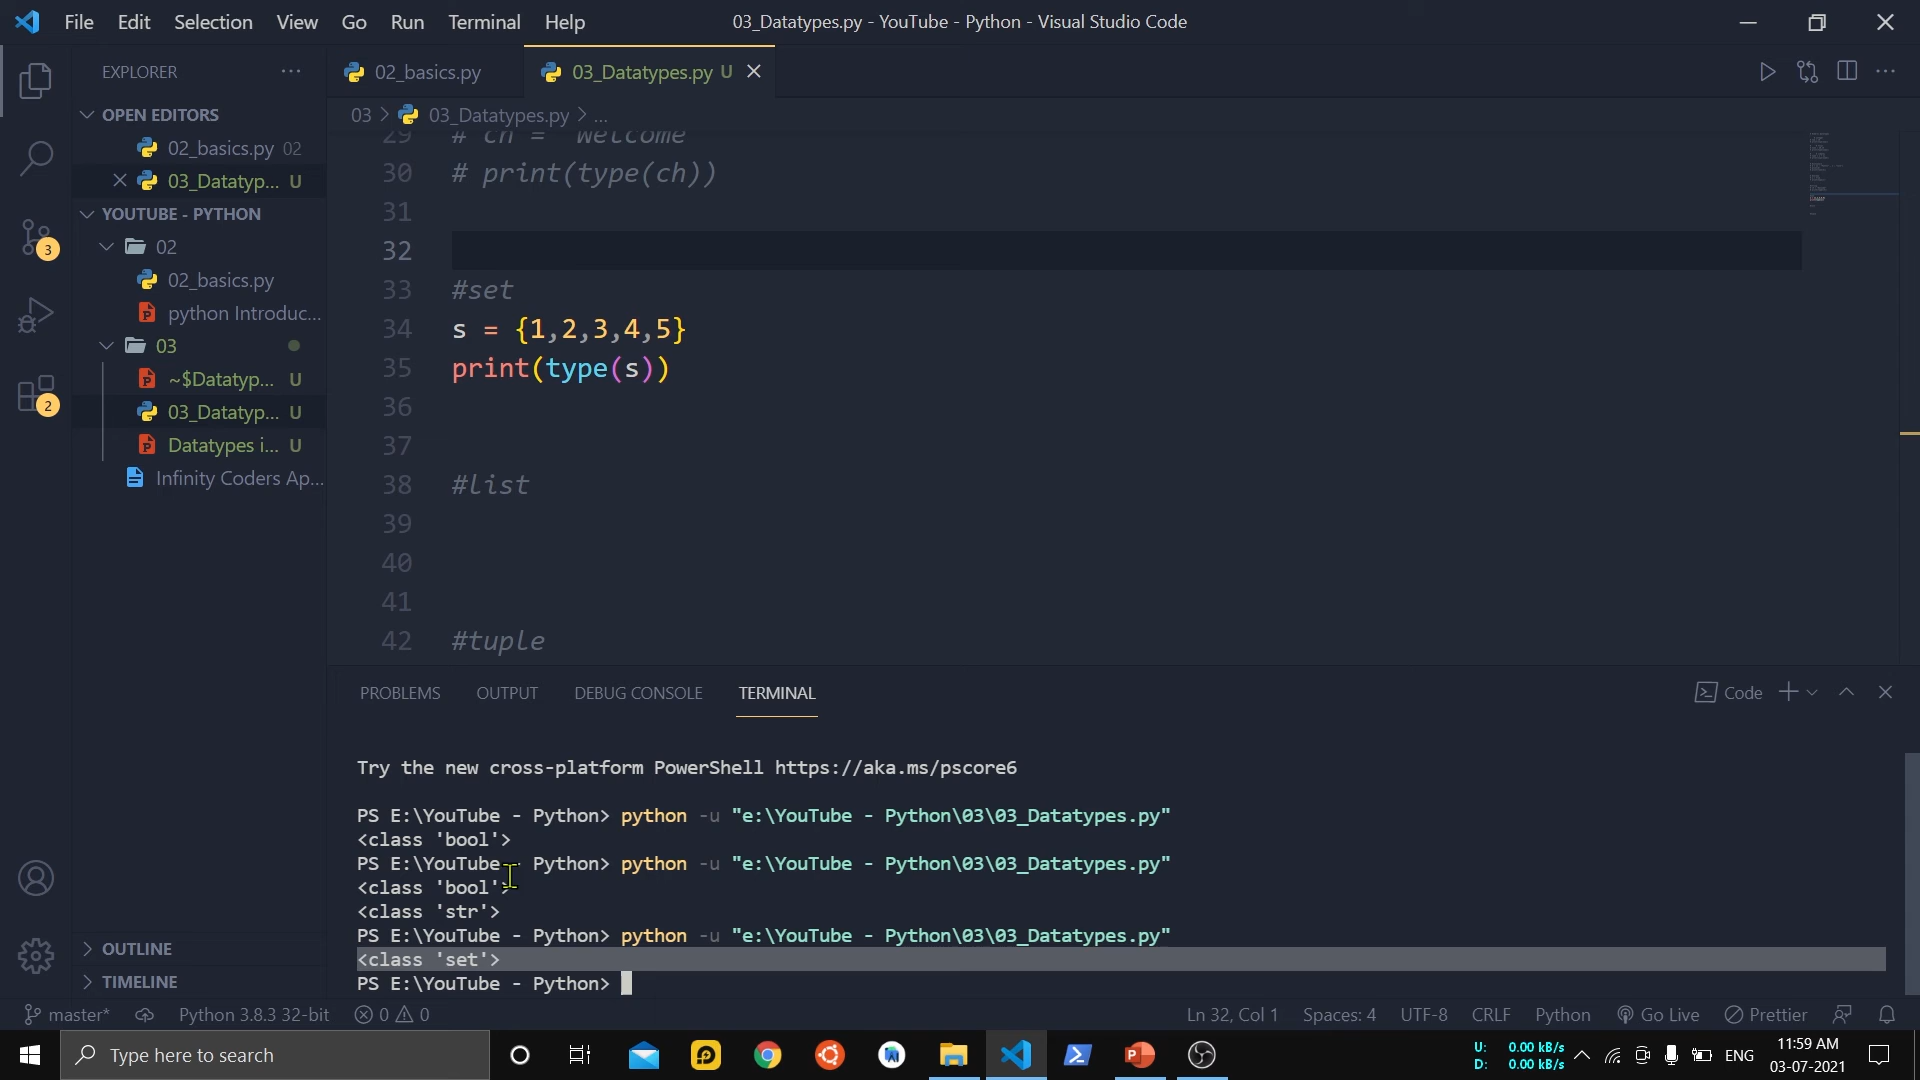 File Edit Selection View Go Run Terminal Help 03_Datatypes.py - YouTube - Python - Visual Studio Code
EXPLORER ··· 02_basics.py 03_Datatypes.py U
OPEN EDITORS 03 > 03_Datatypes.py > ...
02_basics.py 02
03_Datatyp... U
YOUTUBE - PYTHON
02
02_basics.py
python Introduc...
03
~$Datatyp... U
03_Datatyp... U
Datatypes i... U
Infinity Coders Ap...
3
2
29 # ch = "Welcome
30 # print(type(ch))
31
32
33 #set
34 s = {1,2,3,4,5}
35 print(type(s))
36
37
38 #list
39
40
41
42 #tuple
PROBLEMS OUTPUT DEBUG CONSOLE TERMINAL Code
Try the new cross-platform PowerShell https://aka.ms/pscore6
PS E:\YouTube - Python> python -u "e:\YouTube - Python\03\03_Datatypes.py"
<class 'bool'>
PS E:\YouTube - Python> python -u "e:\YouTube - Python\03\03_Datatypes.py"
<class 'bool'>
<class 'str'>
PS E:\YouTube - Python> python -u "e:\YouTube - Python\03\03_Datatypes.py"
<class 'set'>
PS E:\YouTube - Python>
OUTLINE
TIMELINE
master* Python 3.8.3 32-bit 0 0 Ln 32, Col 1 Spaces: 4 UTF-8 CRLF Python Go Live Prettier
Type here to search U: 0.00 kB/s ENG 11:59 AM
D: 0.00 kB/s 03-07-2021